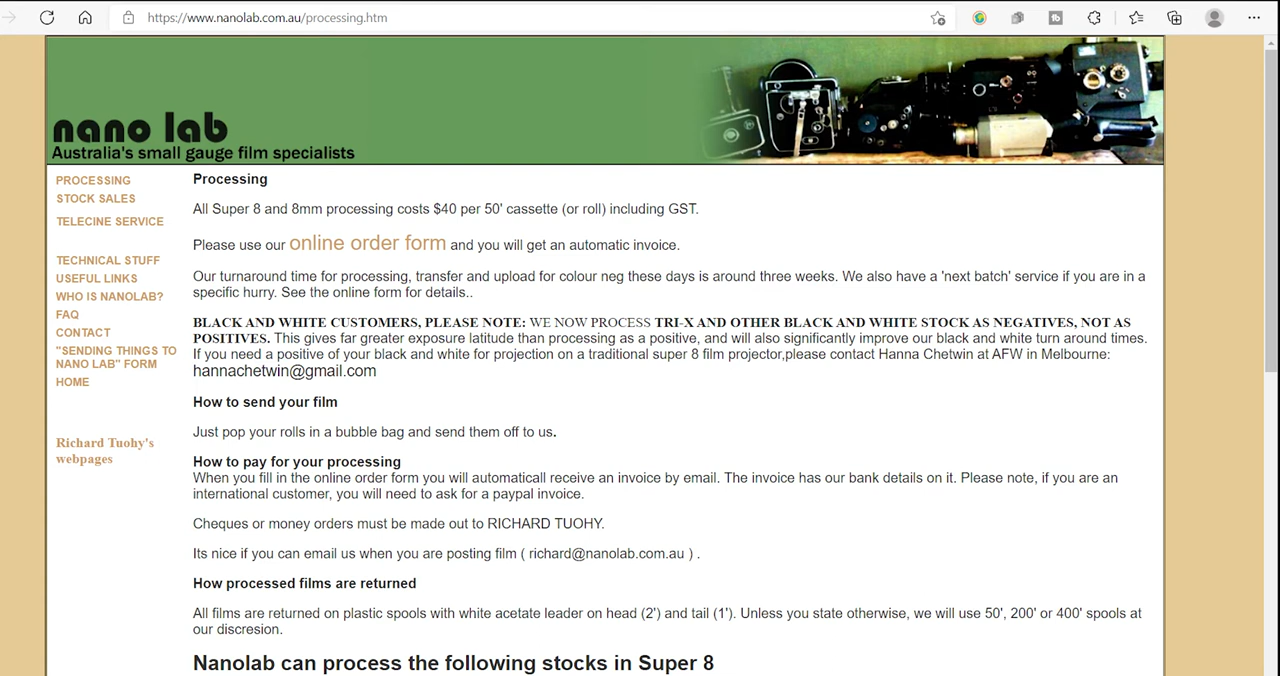 https://www.nanolab.com.au/processing.htm
nano lab
Australia's small gauge film specialists
PROCESSING
STOCK SALES
TELECINE SERVICE
TECHNICAL STUFF
USEFUL LINKS
WHO IS NANOLAB?
FAQ
CONTACT
"SENDING THINGS TO
NANO LAB" FORM
HOME
Richard Tuohy's
webpages
Processing
All Super 8 and 8mm processing costs $40 per 50' cassette (or roll) including GST.
Please use our online order form and you will get an automatic invoice.
Our turnaround time for processing, transfer and upload for colour neg these days is around three weeks. We also have a 'next batch' service if you are in a
specific hurry. See the online form for details..
BLACK AND WHITE CUSTOMERS, PLEASE NOTE: WE NOW PROCESS TRI-X AND OTHER BLACK AND WHITE STOCK AS NEGATIVES, NOT AS
POSITIVES. This gives far greater exposure latitude than processing as a positive, and will also significantly improve our black and white turn around times.
If you need a positive of your black and white for projection on a traditional super 8 film projector,please contact Hanna Chetwin at AFW in Melbourne:
hannachetwin@gmail.com
How to send your film
Just pop your rolls in a bubble bag and send them off to us.
How to pay for your processing
When you fill in the online order form you will automaticall receive an invoice by email. The invoice has our bank details on it. Please note, if you are an
international customer, you will need to ask for a paypal invoice.
Cheques or money orders must be made out to RICHARD TUOHY.
Its nice if you can email us when you are posting film ( richard@nanolab.com.au ) .
How processed films are returned
All films are returned on plastic spools with white acetate leader on head (2') and tail (1'). Unless you state otherwise, we will use 50', 200' or 400' spools at
our discresion.
Nanolab can process the following stocks in Super 8